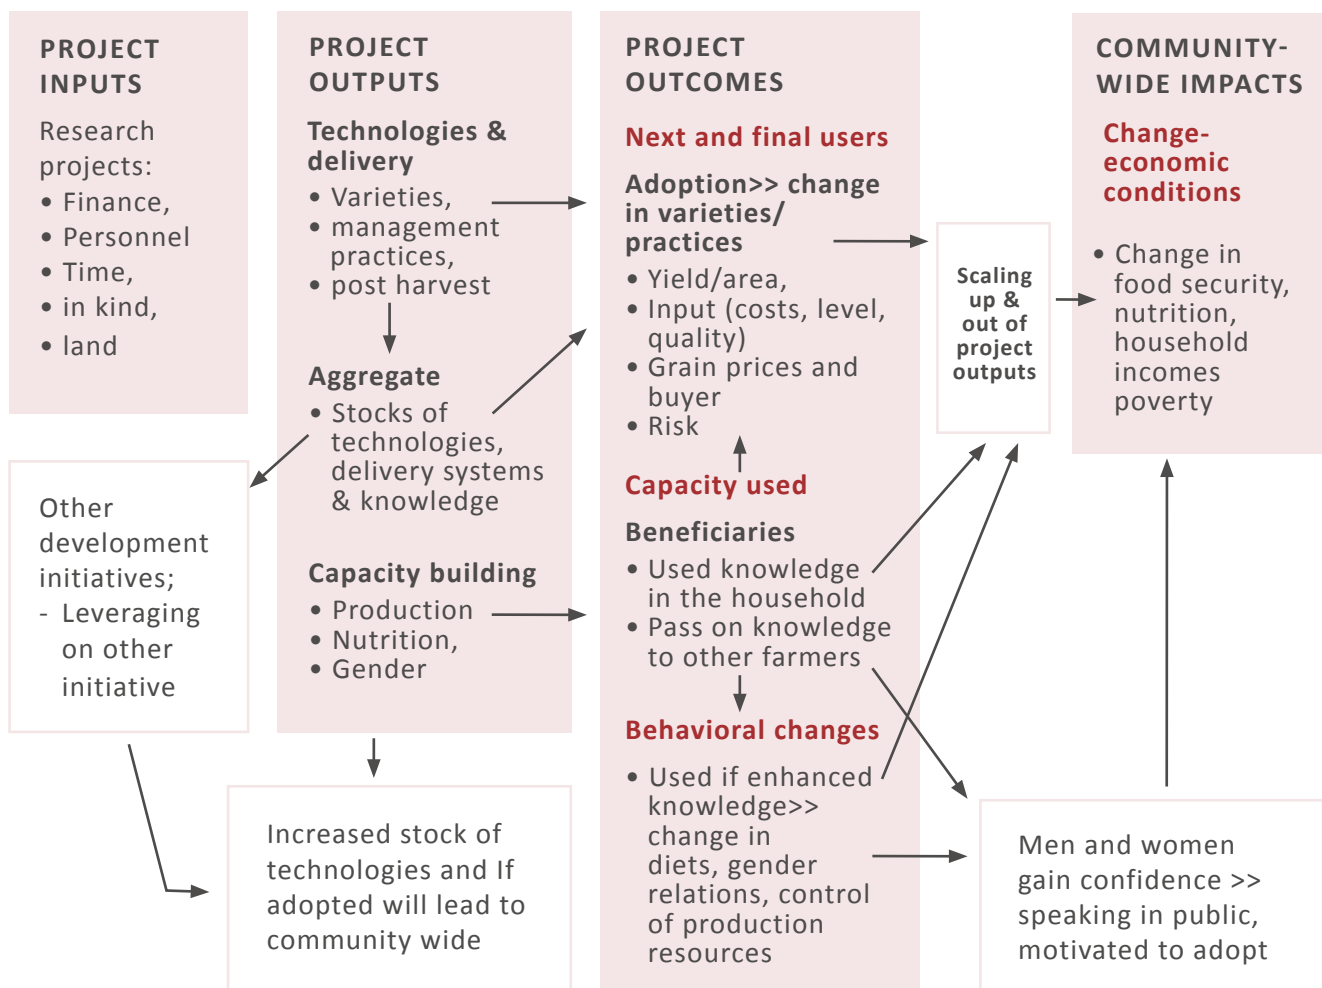 PROJECT
INPUTS
Research
projects:
• Finance,
• Personnel
• Time,
• in kind,
• land
Other
development
initiatives;
- Leveraging
on other
initiative
PROJECT
OUTPUTS
Technologies &
delivery
• Varieties,
• management
practices,
• post harvest
Aggregate
• Stocks of
technologies,
delivery systems
& knowledge
Capacity building
• Production
• Nutrition,
• Gender
Increased stock of
technologies and If
adopted will lead to
community wide
PROJECT
OUTCOMES
Next and final users
Adoption>> change
in varieties/
practices
• Yield/area,
• Input (costs, level,
quality)
• Grain prices and
buyer
• Risk
Capacity used
Beneficiaries
• Used knowledge
in the household
• Pass on knowledge
to other farmers
Behavioral changes
• Used if enhanced
knowledge>>
change in
diets, gender
relations, control
of production
resources
Scaling
up &
out of
project
outputs
COMMUNITY-
WIDE IMPACTS
Change-
economic
conditions
• Change in
food security,
nutrition,
household
incomes
poverty
Men and women
gain confidence >>
speaking in public,
motivated to adopt